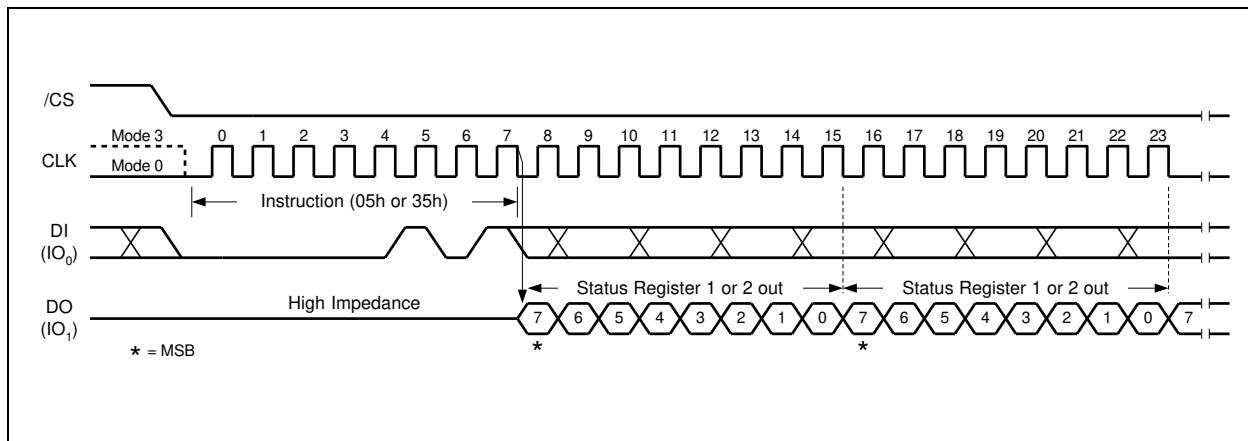 /CS
Mode 3
0 1 2 3 4 5 6 7 8 9 10 11 12 13 14 15 16 17 18 19 20 21 22 23
CLK
Mode 0
Instruction (05h or 35h)
DI
(IO0)
Status Register 1 or 2 out Status Register 1 or 2 out
High Impedance
DO
(IO1)
7 6 5 4 3 2 1 0 7 6 5 4 3 2 1 0 7
* *
* = MSB